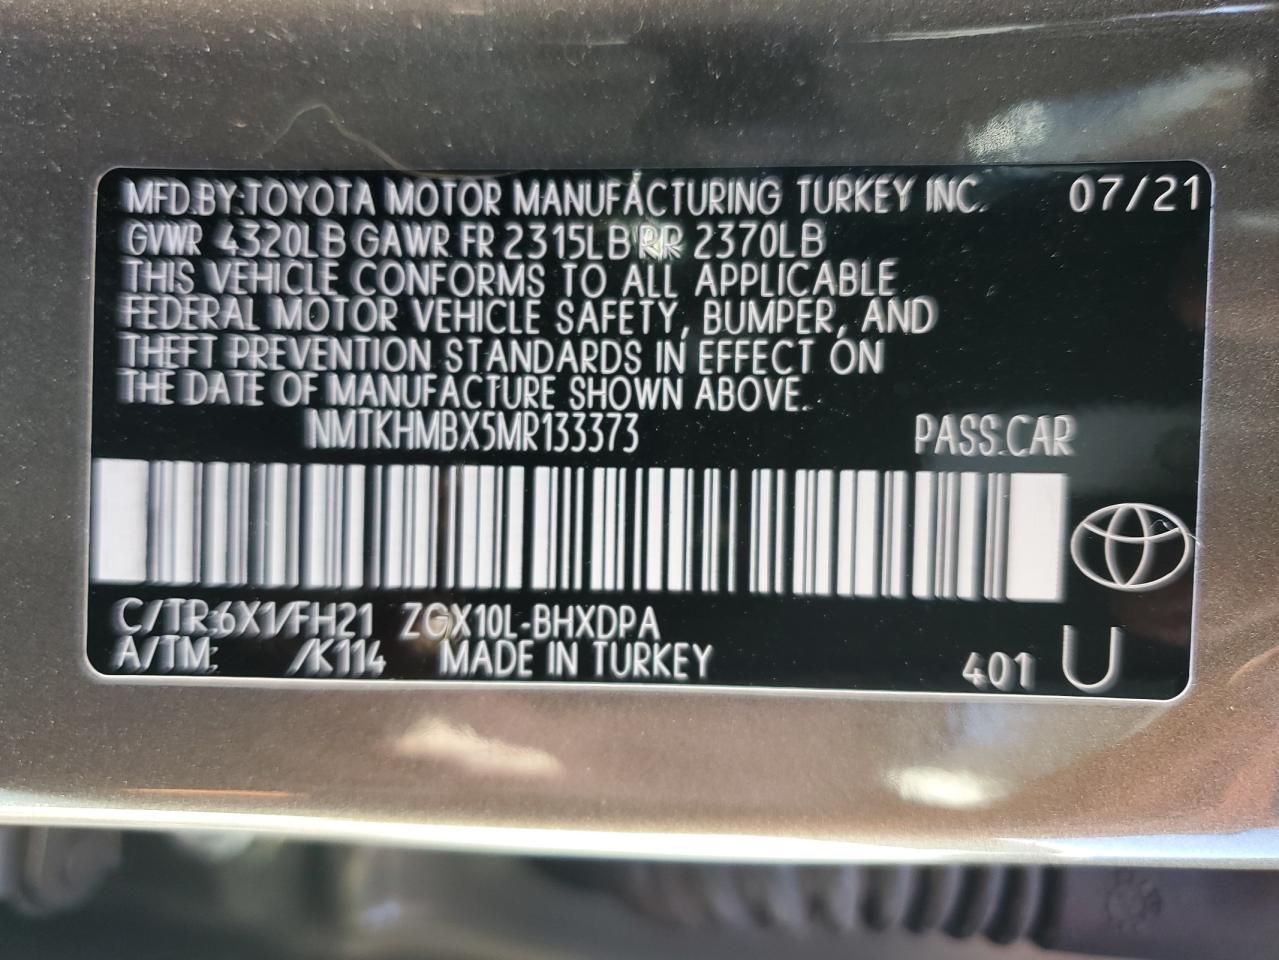 MFD.BY:TOYOTA MOTOR MANUFACTURING TURKEY INC. 07/21
GVWR 4320LB GAWR FR 2315LB RR 2370LB
THIS VEHICLE CONFORMS TO ALL APPLICABLE
FEDERAL MOTOR VEHICLE SAFETY, BUMPER, AND
THEFT PREVENTION STANDARDS IN EFFECT ON
THE DATE OF MANUFACTURE SHOWN ABOVE.
NMTKHMBX5MR133373 PASS.CAR
C/TR:6X1/FH21 ZGX10L-BHXDPA
A/TM: /K114 MADE IN TURKEY 401 U